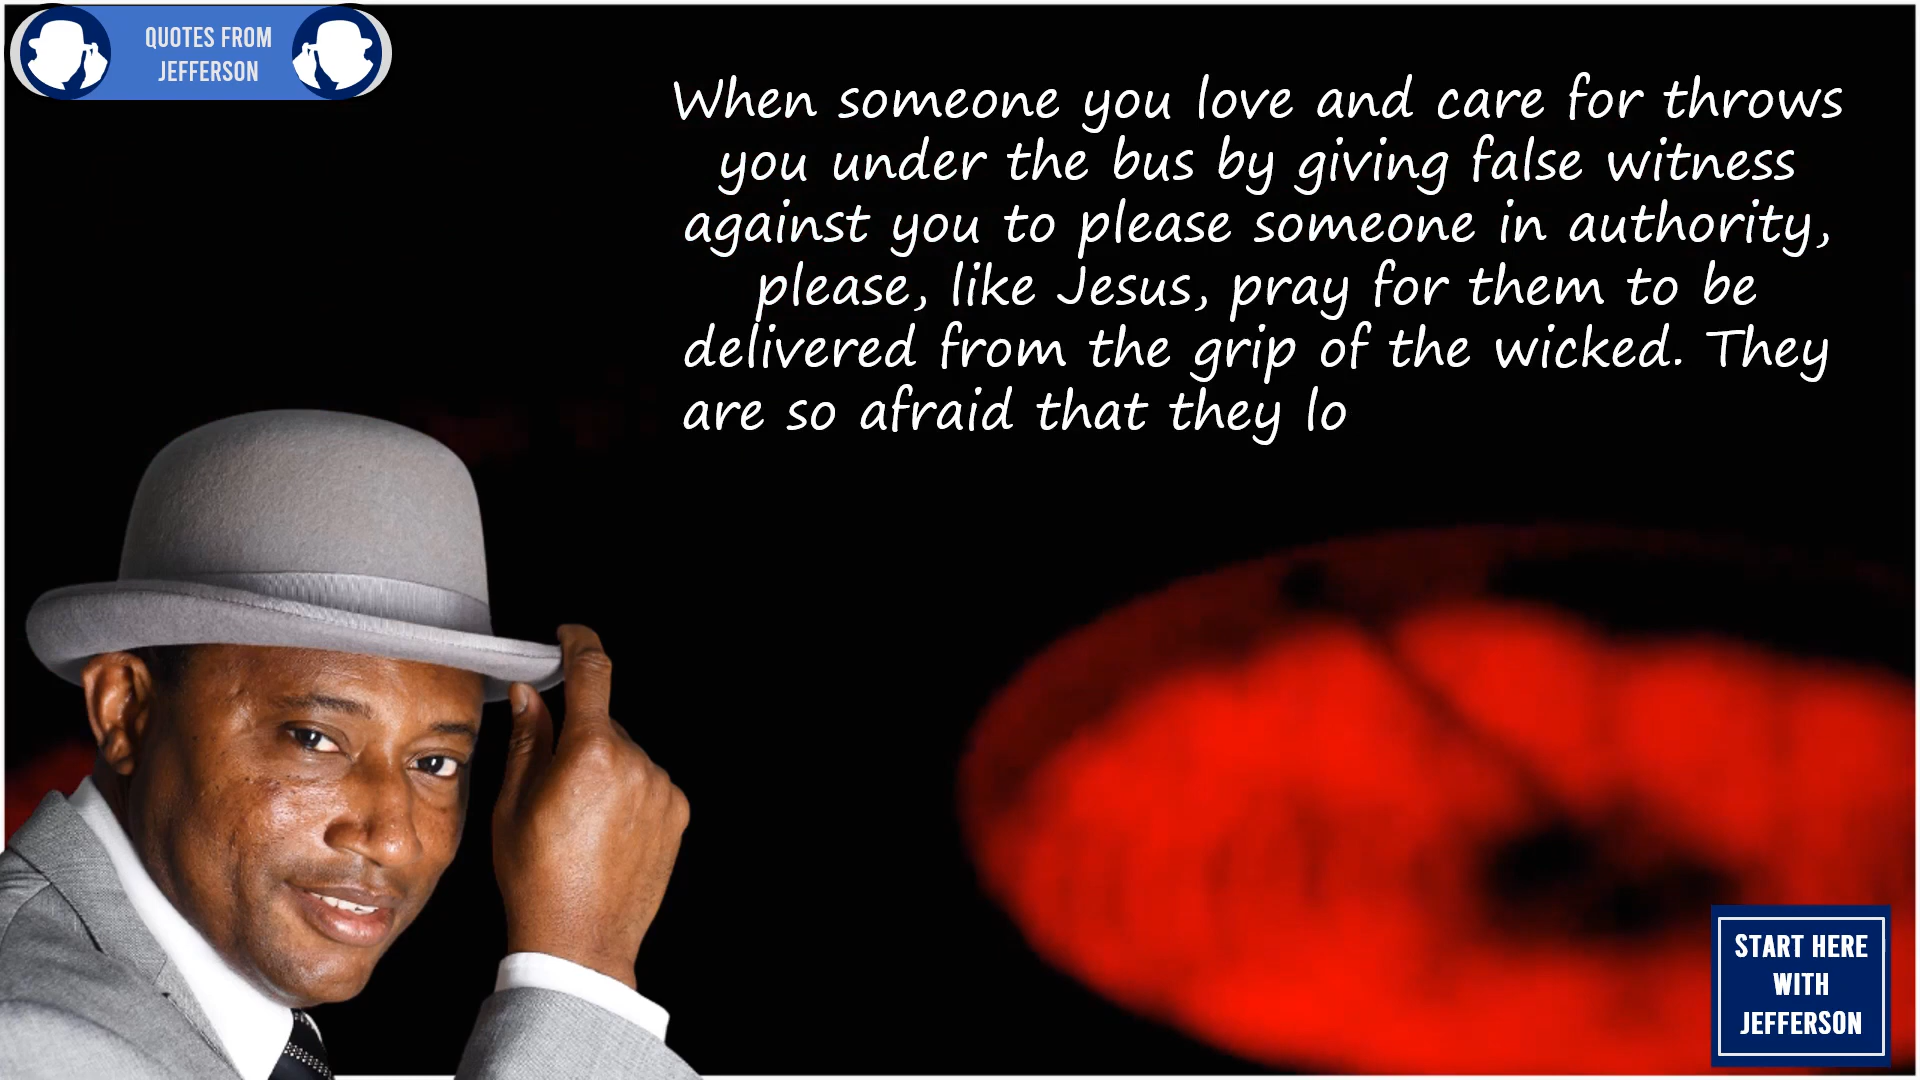 QUOTES FROM
JEFFERSON
When someone you love and care for throws
you under the bus by giving false witness
against you to please someone in authority,
please, like Jesus, pray for them to be
delivered from the grip of the wicked. They
are so afraid that they lo
START HERE
WITH
JEFFERSON